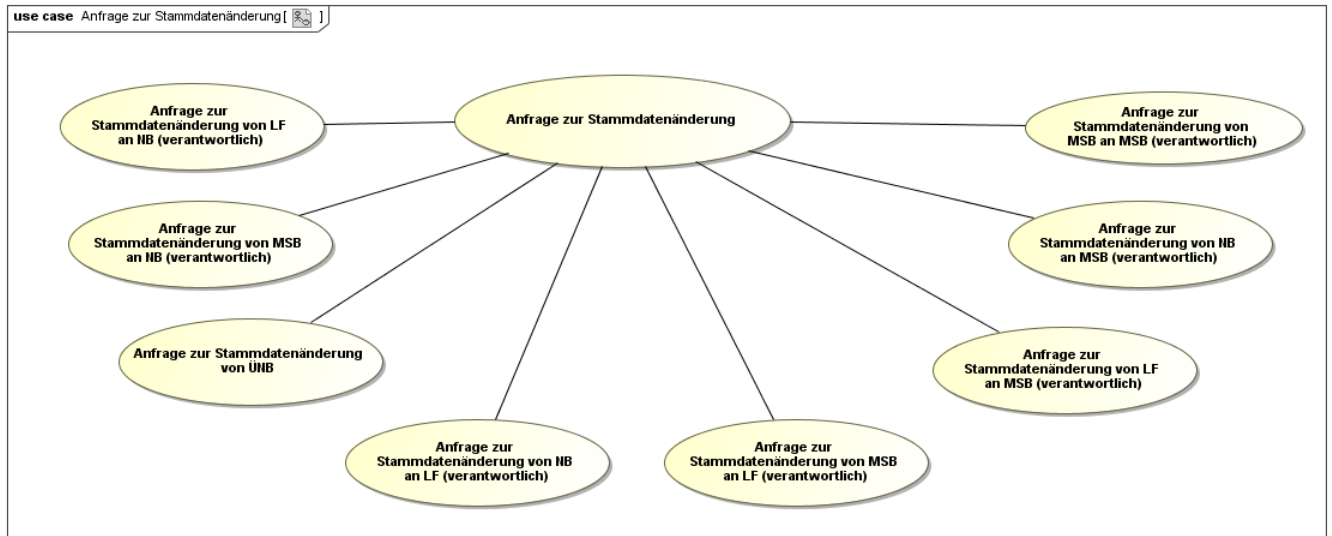 use case Anfrage zur Stammdatenänderung[ ]
Anfrage zur
Stammdatenänderung von LF
an NB (verantwortlich)
Anfrage zur Stammdatenänderung
Anfrage zur
Stammdatenänderung von
MSB an MSB (verantwortlich)
Anfrage zur
Stammdatenänderung von MSB
an NB (verantwortlich)
Anfrage zur
Stammdatenänderung von NB
an MSB (verantwortlich)
Anfrage zur Stammdatenänderung
von ÜNB
Anfrage zur
Stammdatenänderung von LF
an MSB (verantwortlich)
Anfrage zur
Stammdatenänderung von NB
an LF (verantwortlich)
Anfrage zur
Stammdatenänderung von MSB
an LF (verantwortlich)